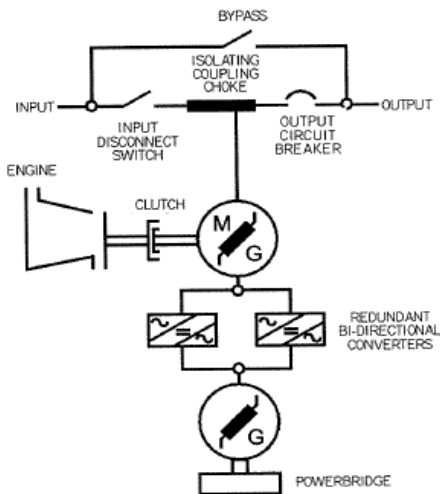 BYPASS
ISOLATING
COUPLING
CHOKE
INPUT
OUTPUT
INPUT
DISCONNECT
SWITCH
OUTPUT
CIRCUIT
BREAKER
ENGINE
CLUTCH
M
G
REDUNDANT
BI-DIRECTIONAL
CONVERTERS
G
POWERBRIDGE